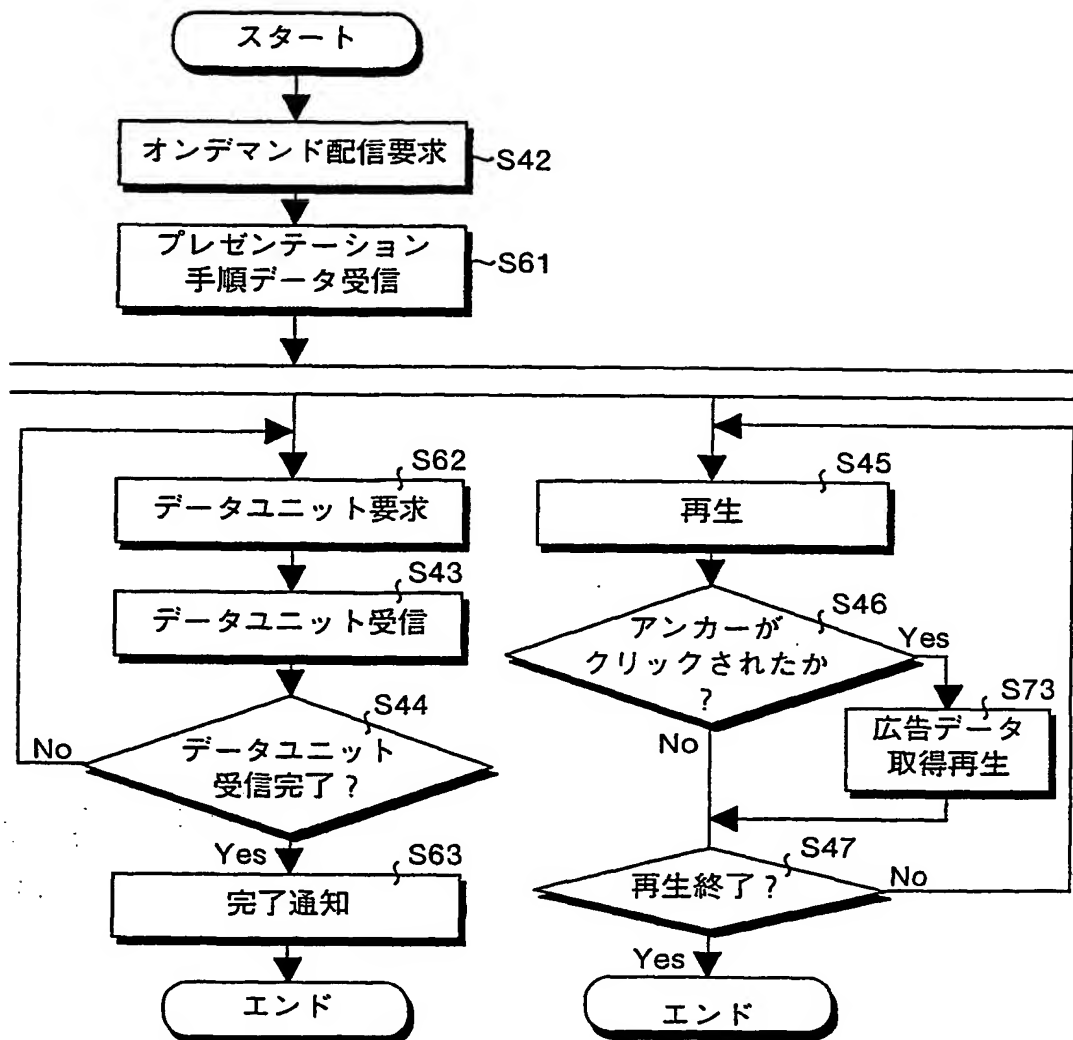 スタート
オンデマンド配信要求
S42
プレゼンテーション
手順データ受信
S61
S62
データユニット要求
S43
データユニット受信
S44
データユニット
受信完了?
No
Yes
S63
完了通知
エンド
S45
再生
S46
アンカーが
クリックされたか
?
Yes
No
S73
広告データ
取得再生
S47
再生終了?
No
Yes
エンド